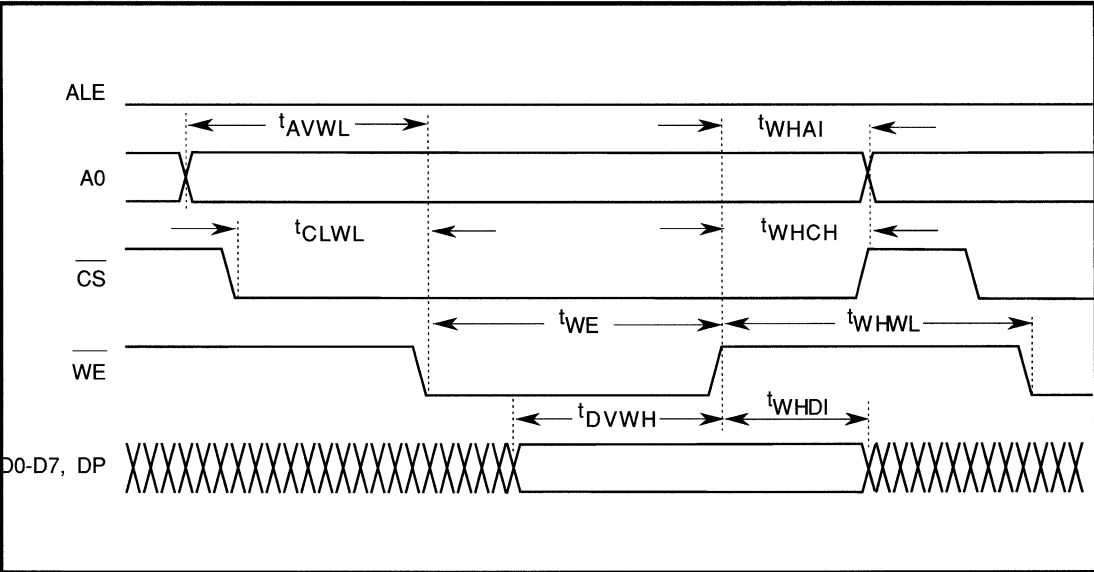 ALE
tAVWL tWHAI
A0
tCLWL tWHCH
CS
tWE tWHWL
WE
tDVWH tWHDI
D0-D7, DP